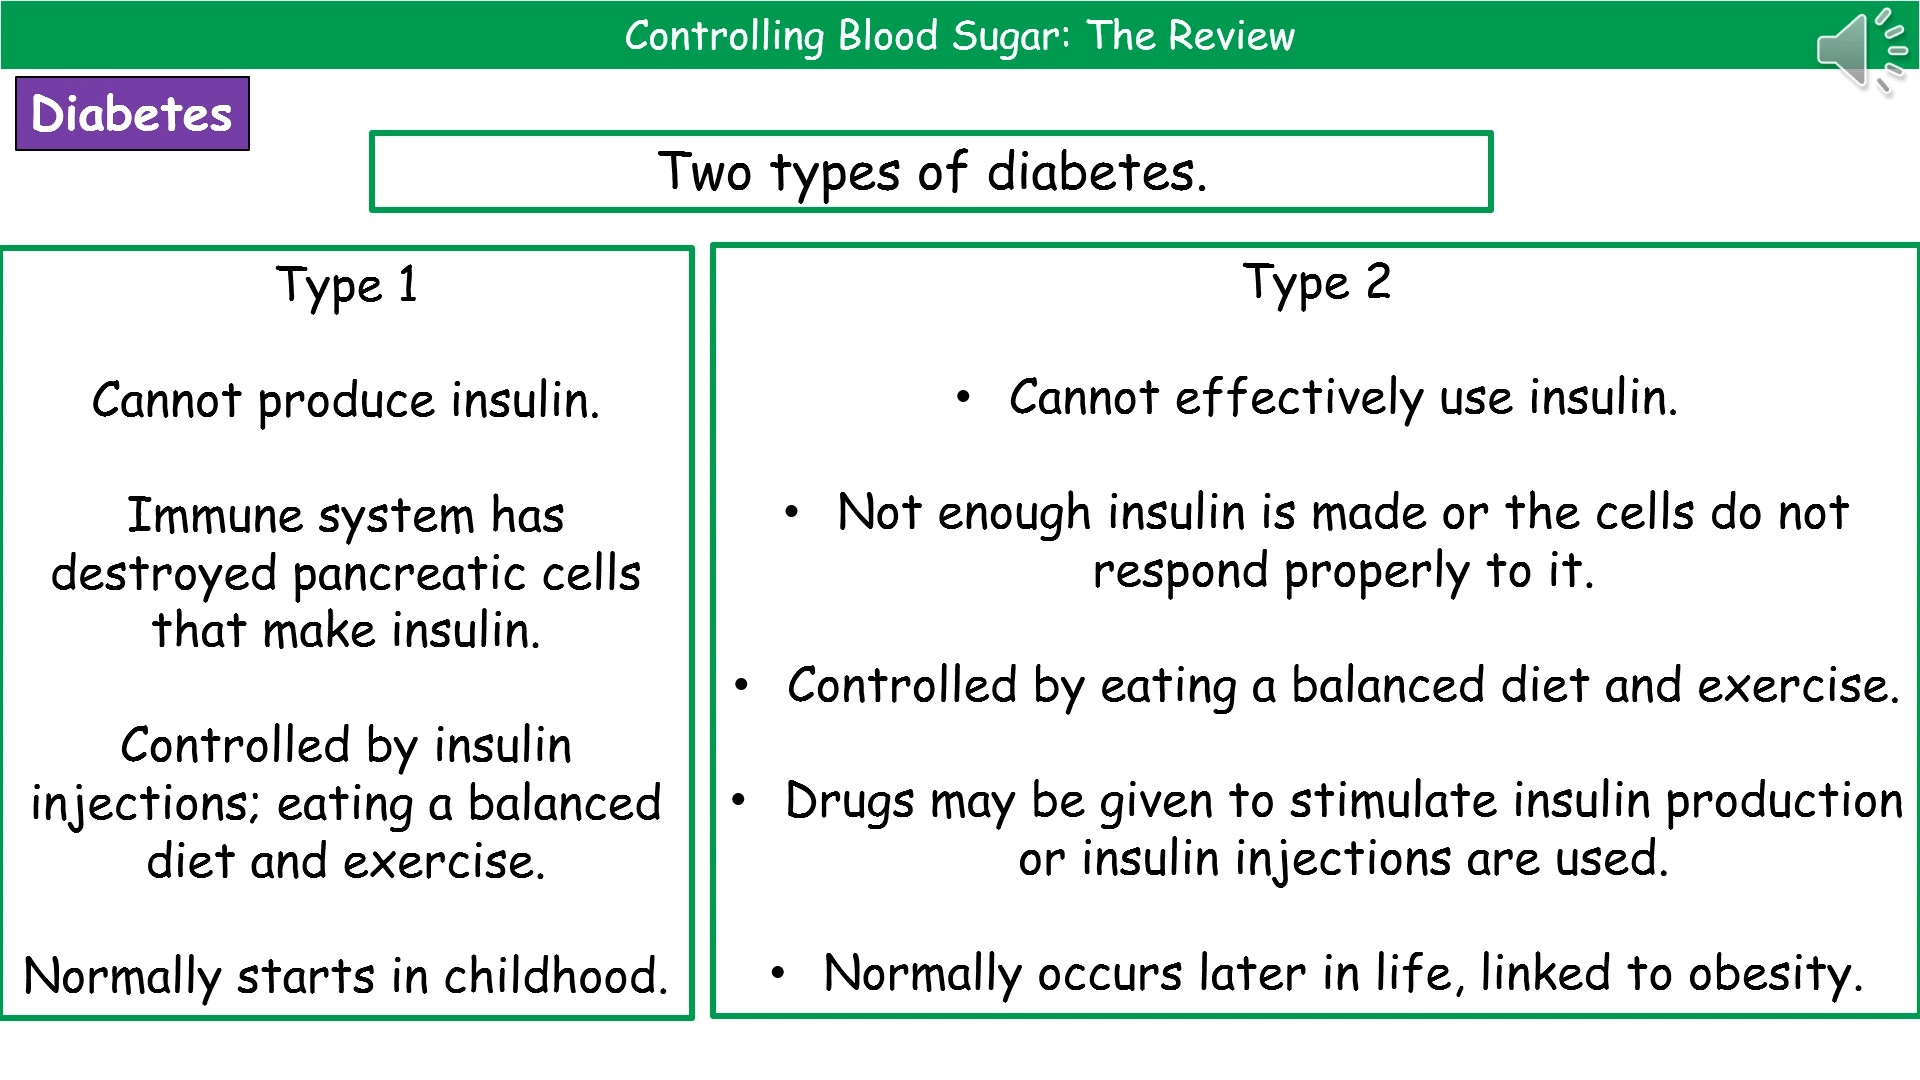 Controlling Blood Sugar: The Review
Diabetes
Two types of diabetes.
Type 1
Cannot produce insulin.
Immune system has
destroyed pancreatic cells
that make insulin.
Controlled by insulin
injections; eating a balanced
diet and exercise.
Normally starts in childhood.
Type 2
• Cannot effectively use insulin.
• Not enough insulin is made or the cells do not
respond properly to it.
• Controlled by eating a balanced diet and exercise.
• Drugs may be given to stimulate insulin production
or insulin injections are used.
• Normally occurs later in life, linked to obesity.